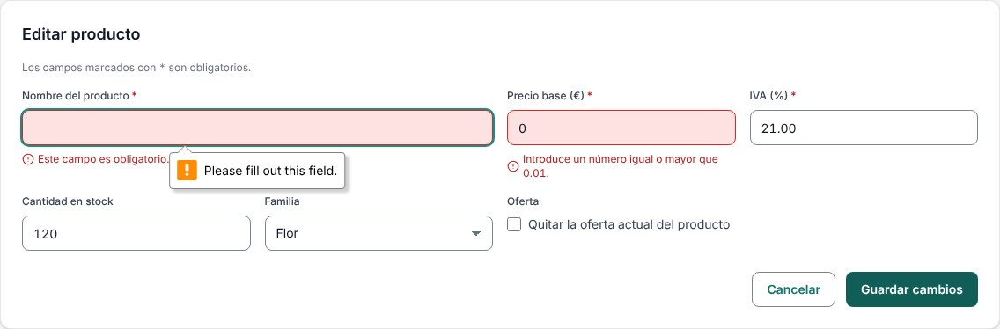 Editar producto
Los campos marcados con * son obligatorios.
Nombre del producto *
Precio base (€) *
IVA (%) *
0
21.00
Este campo es obligatorio.
Please fill out this field.
Introduce un número igual o mayor que
0.01.
Cantidad en stock
Familia
Oferta
120
Flor
Quitar la oferta actual del producto
Cancelar
Guardar cambios